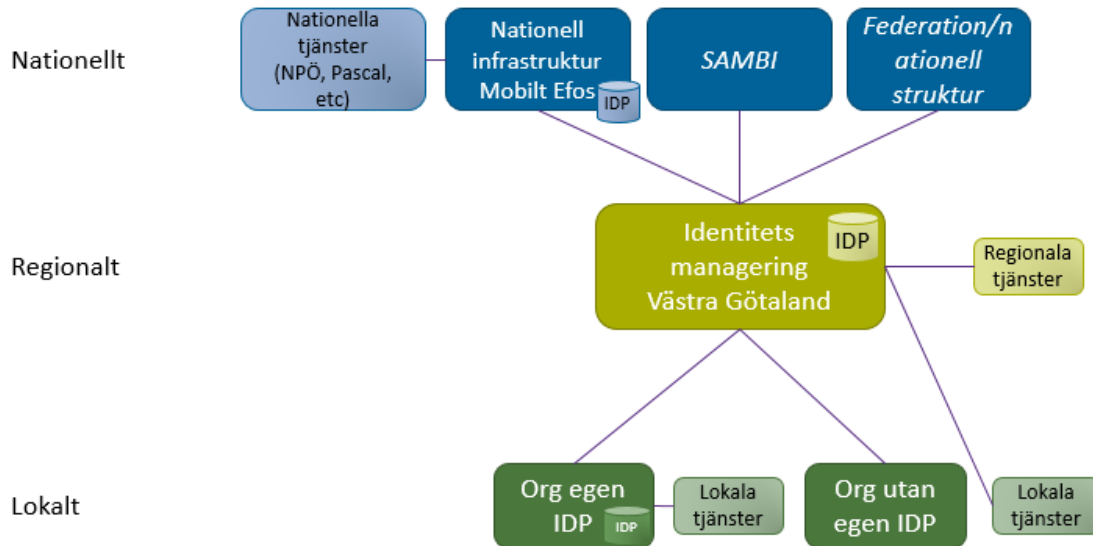 Nationellt
Nationella
tjänster
(NPÖ, Pascal,
etc)
Nationell
infrastruktur
Mobilt Efos
IDP
SAMBI
Federation/n
ationell
struktur
Regionalt
Identitets
managering
Västra Götaland
IDP
Regionala
tjänster
Lokalt
Org egen
IDP
IDP
Lokala
tjänster
Org utan
egen IDP
Lokala
tjänster